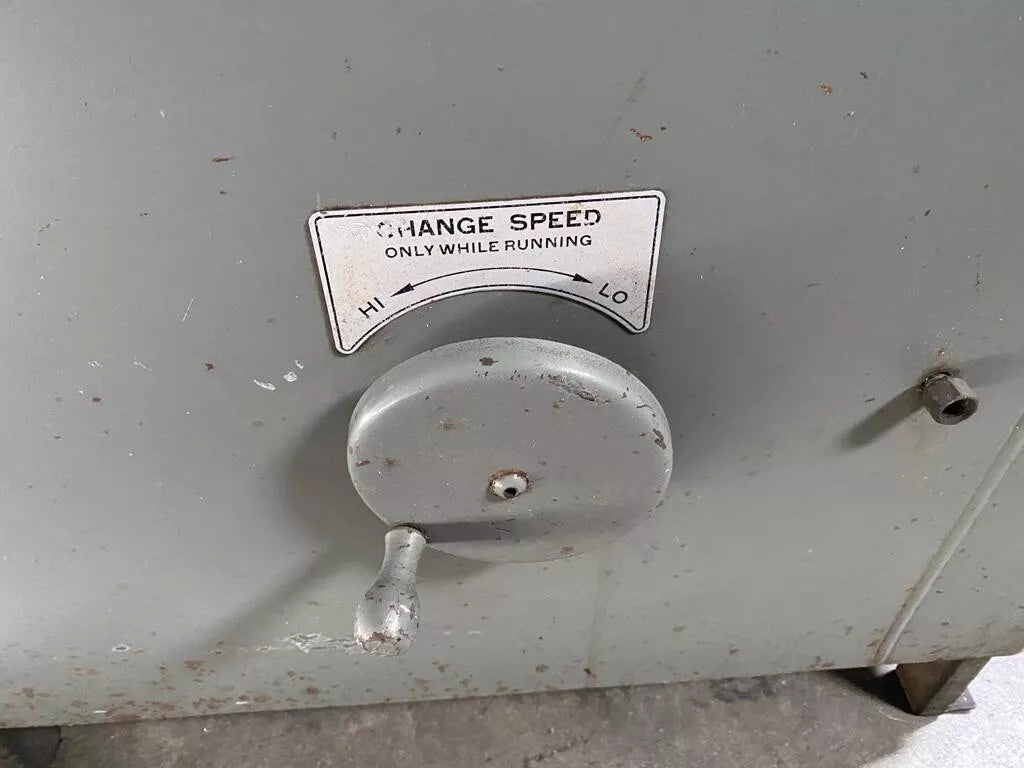 CHANGE SPEED
ONLY WHILE RUNNING
HI LO